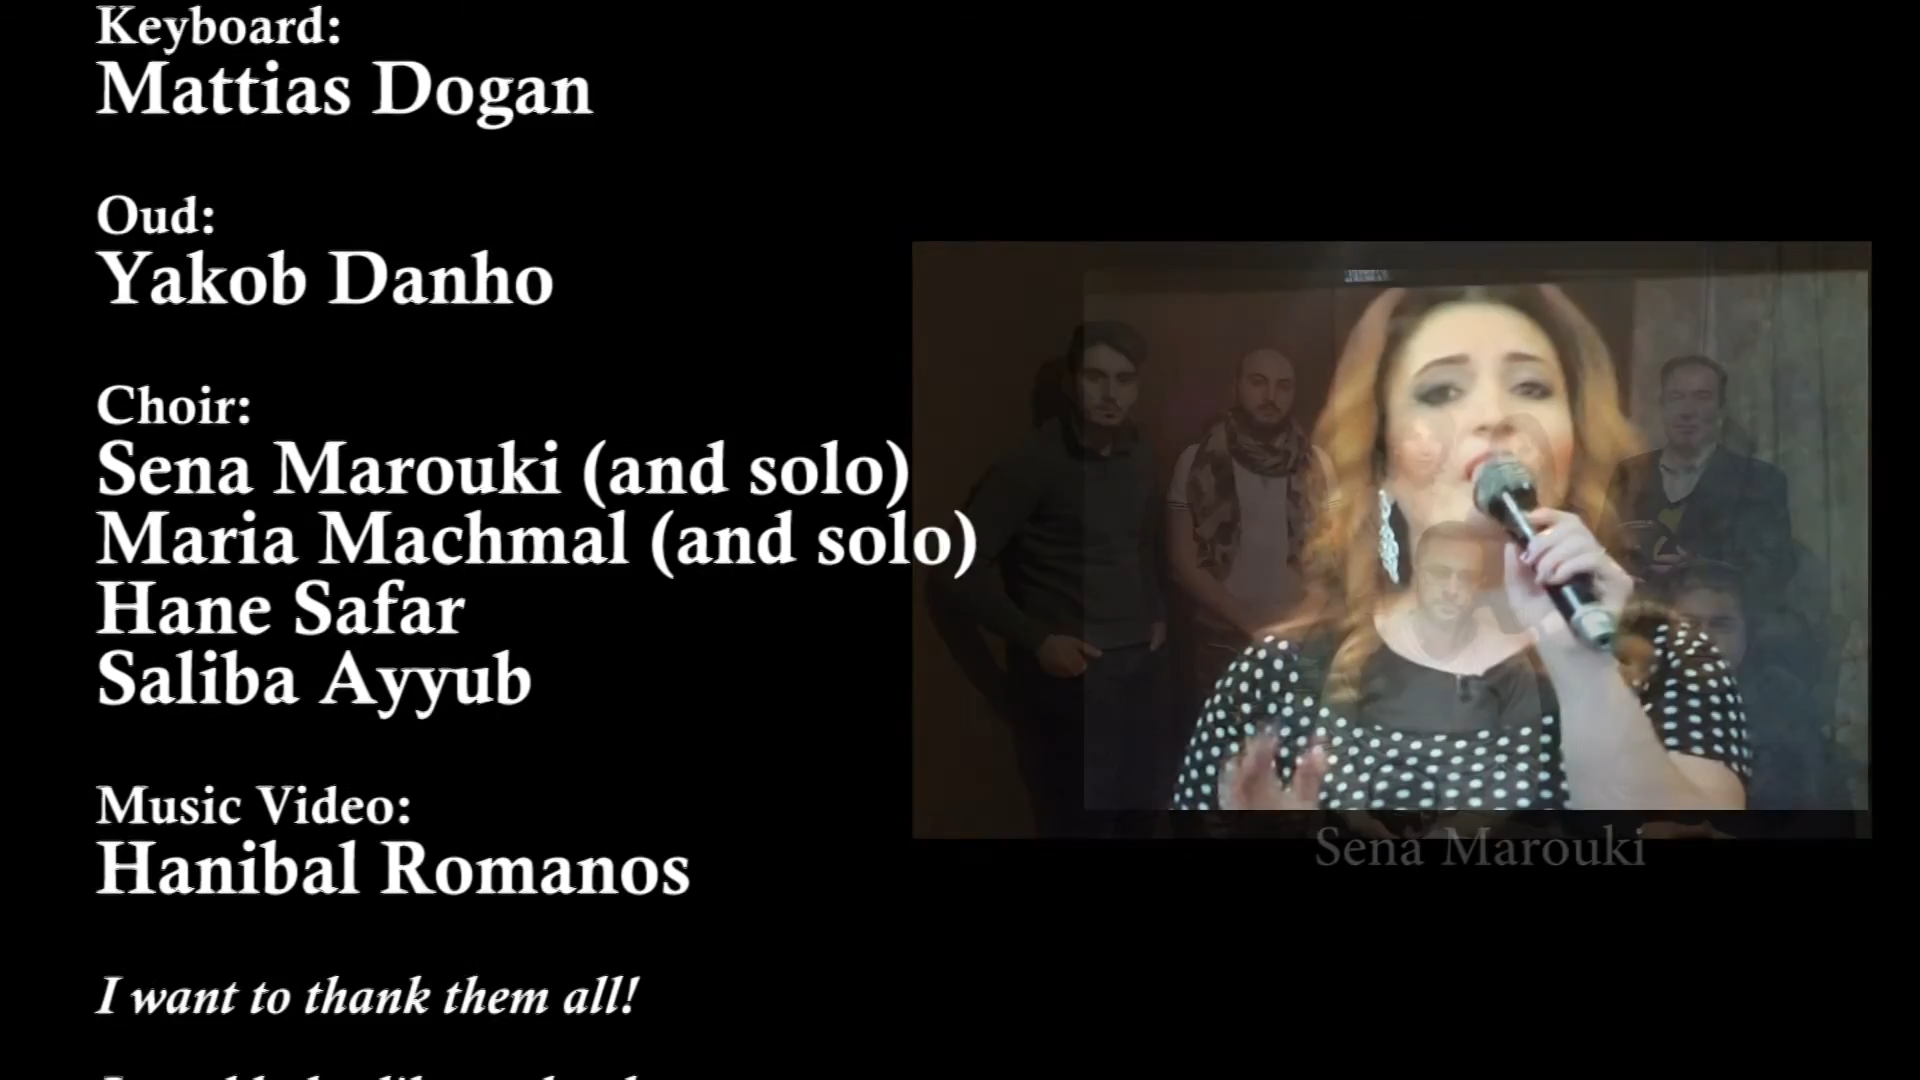 Keyboard:
Mattias Dogan
Oud:
Yakob Danho
Choir:
Sena Marouki (and solo)
Maria Machmal (and solo)
Hane Safar
Saliba Ayyub
Music Video:
Hanibal Romanos
I want to thank them all!
Sena Marouki